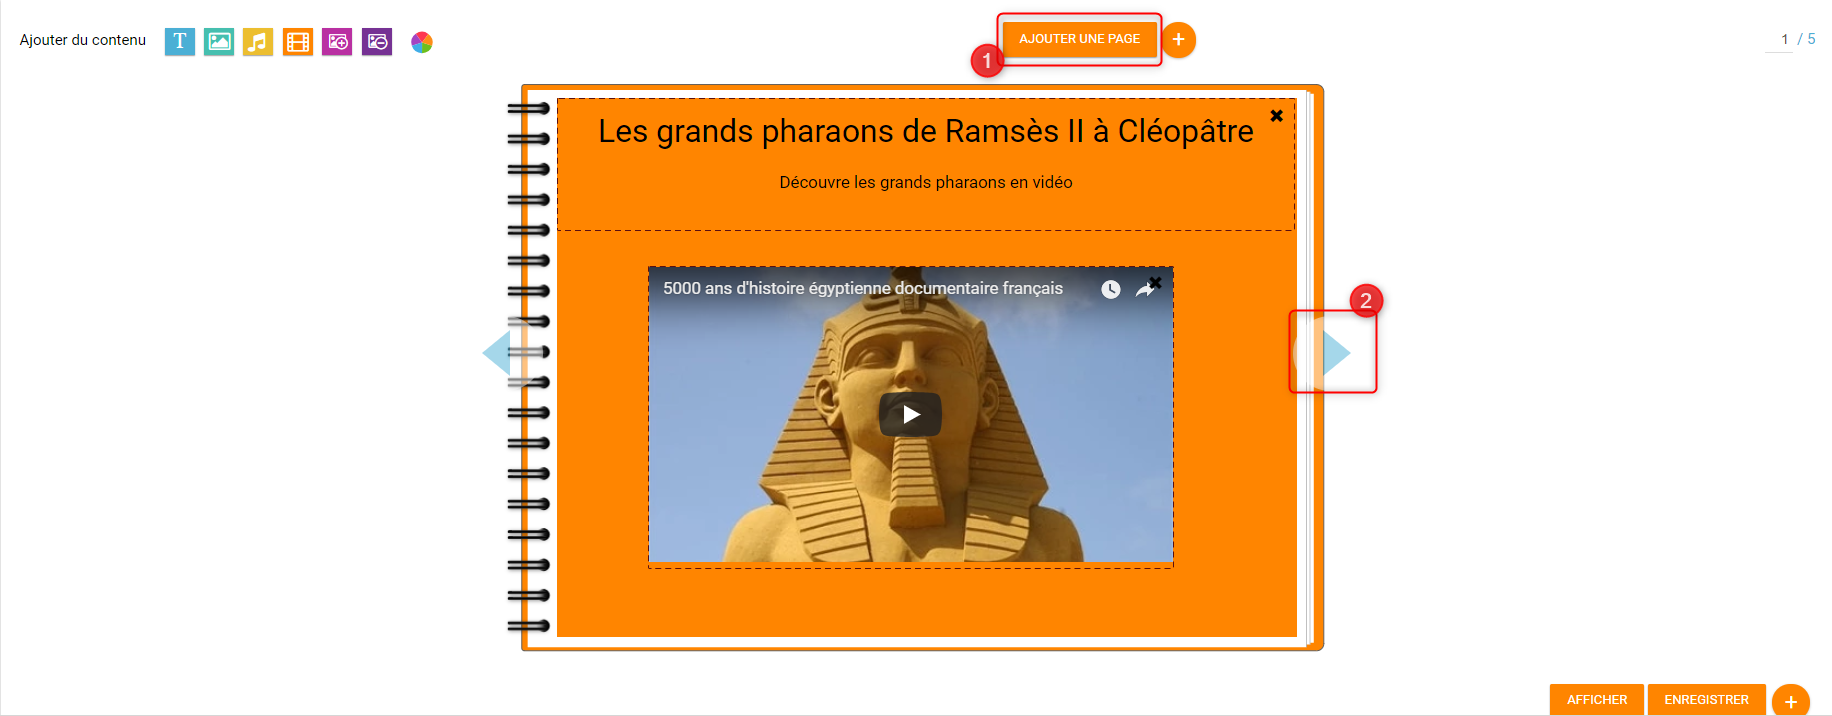 Ajouter du contenu
T
AJOUTER UNE PAGE
+
1 / 5
1
Les grands pharaons de Ramsès II à Cléopâtre
Découvre les grands pharaons en vidéo
5000 ans d'histoire égyptienne documentaire français
2
AFFICHER
ENREGISTRER
+